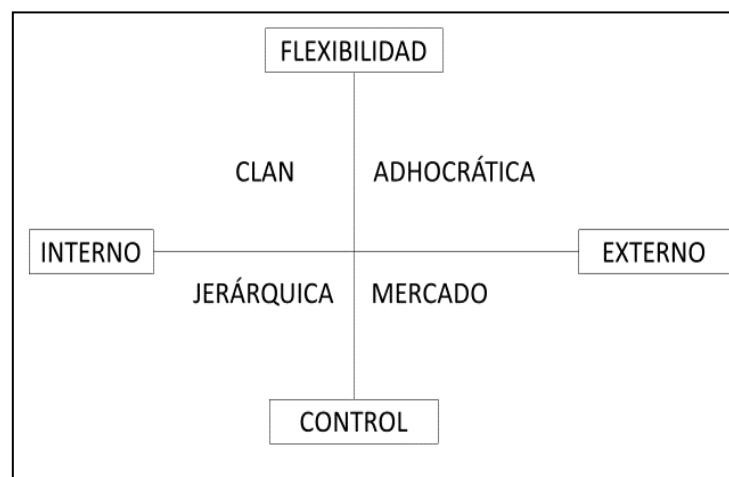 FLEXIBILIDAD
CLAN
ADHOCRÁTICA
INTERNO
EXTERNO
JERÁRQUICA
MERCADO
CONTROL